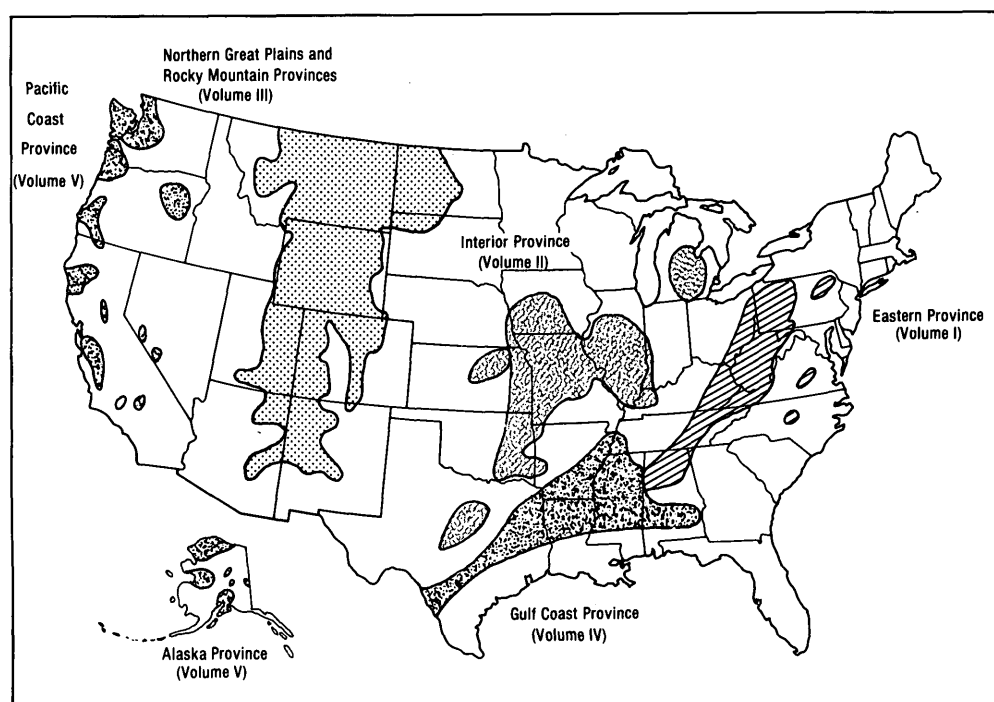 Northern Great Plains and
Rocky Mountain Provinces
(Volume III)
Pacific
Coast
Province
(Volume V)
Interior Province
(Volume II)
Eastern Province
(Volume I)
Gulf Coast Province
(Volume IV)
Alaska Province
(Volume V)